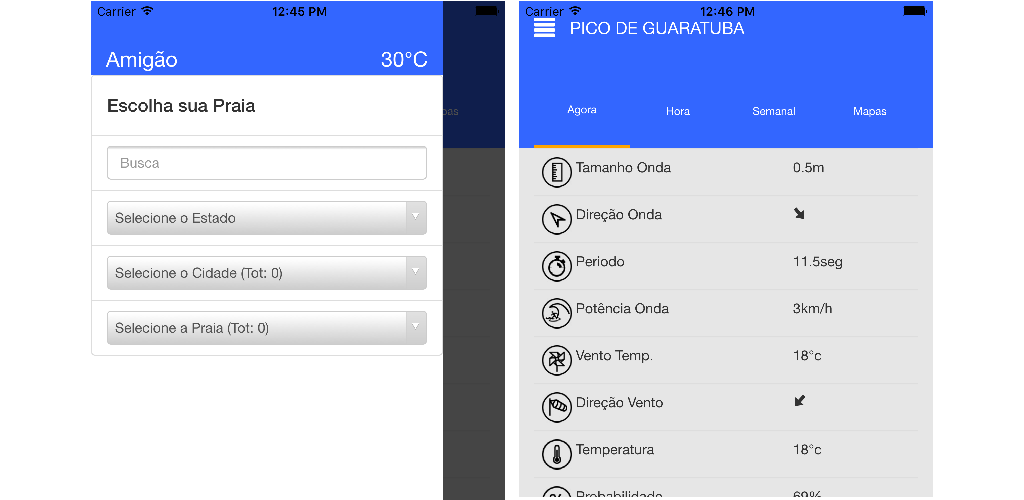 Carrier 12:45 PM
Amigão 30°C
Escolha sua Praia
Busca
Selecione o Estado
Selecione o Cidade (Tot: 0)
Selecione a Praia (Tot: 0)
pas
Carrier 12:46 PM
PICO DE GUARATUBA
Agora Hora Semanal Mapas
Tamanho Onda 0.5m
Direção Onda
Periodo 11.5seg
Potência Onda 3km/h
Vento Temp. 18°c
Direção Vento
Temperatura 18°c
Probabilidade 69%